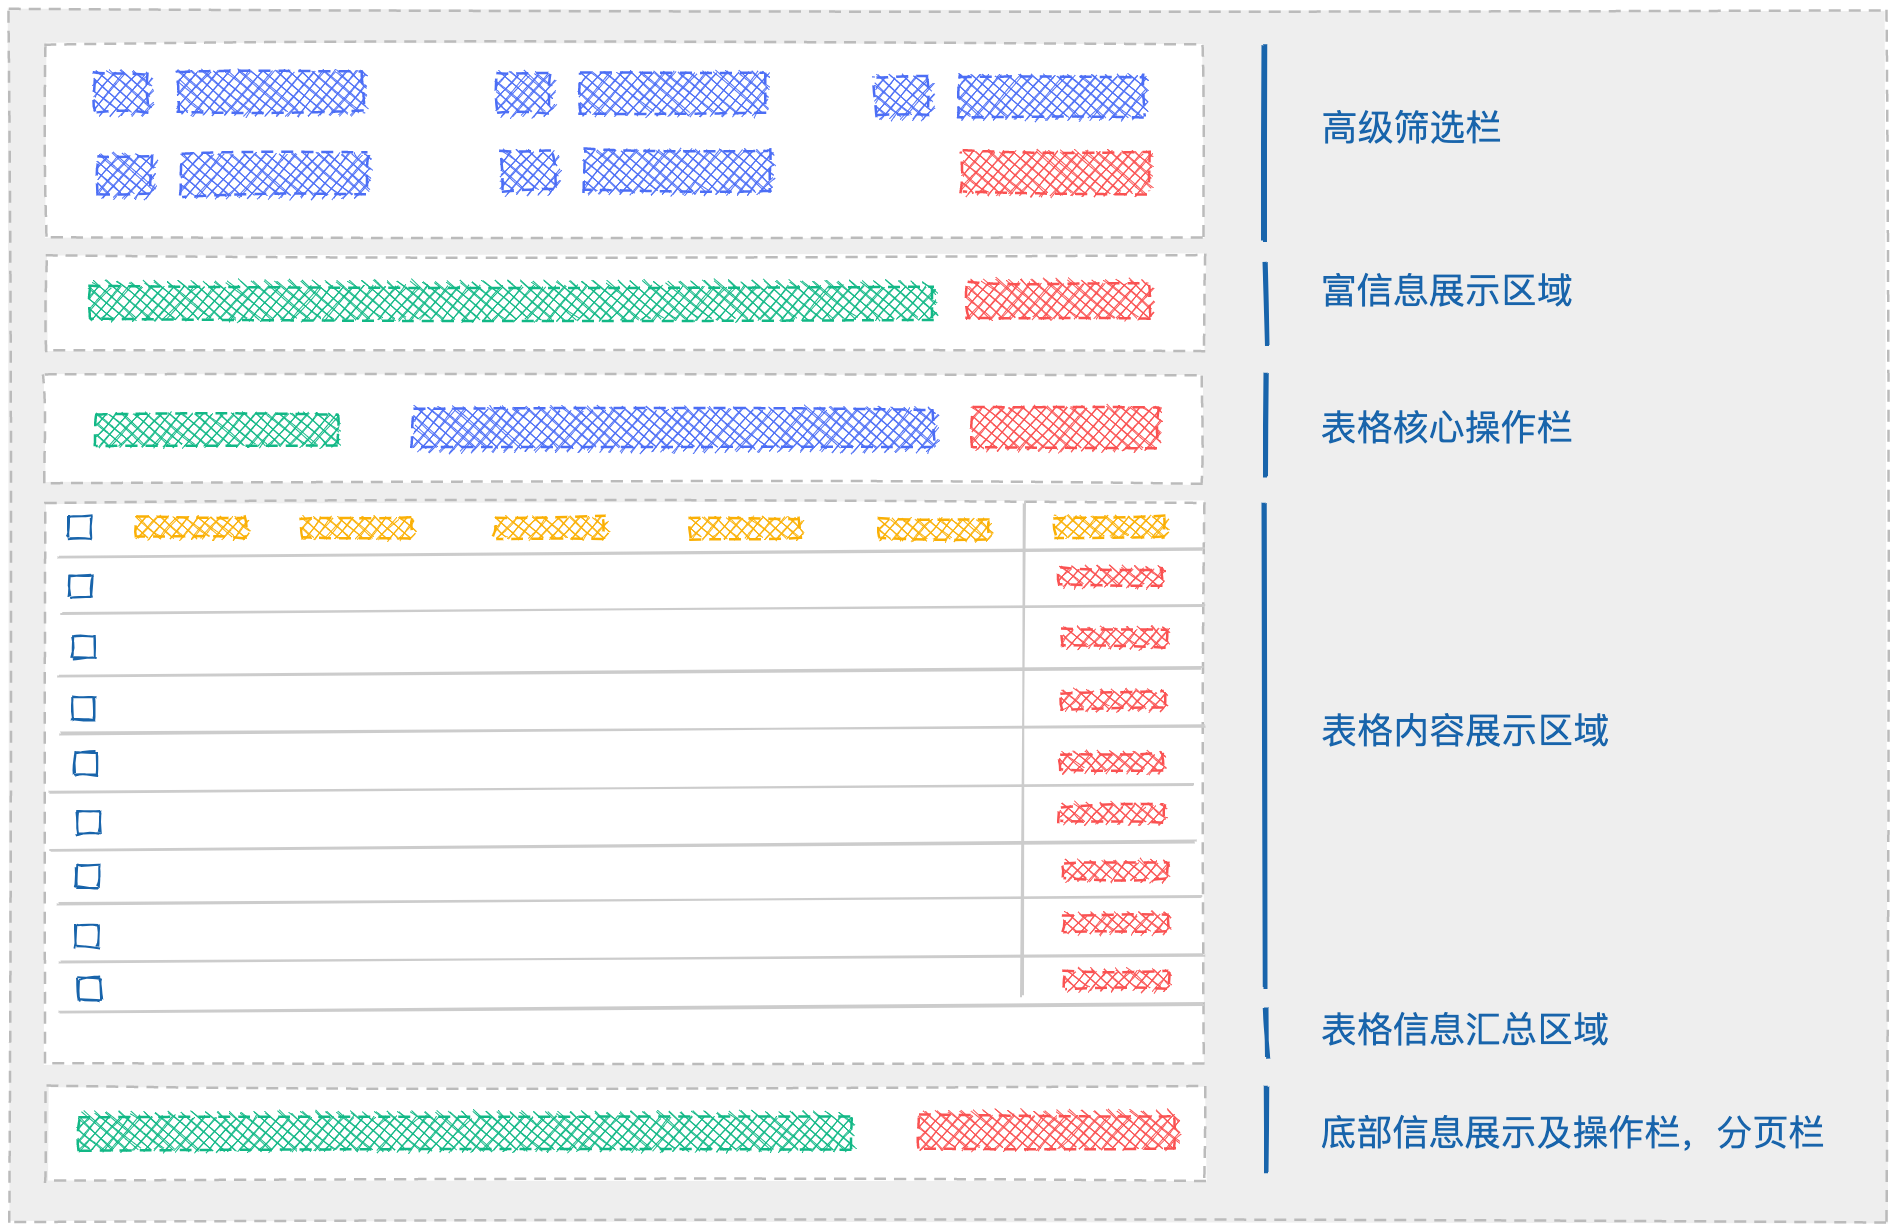 高级筛选栏
富信息展示区域
表格核心操作栏
表格内容展示区域
表格信息汇总区域
底部信息展示及操作栏，分页栏